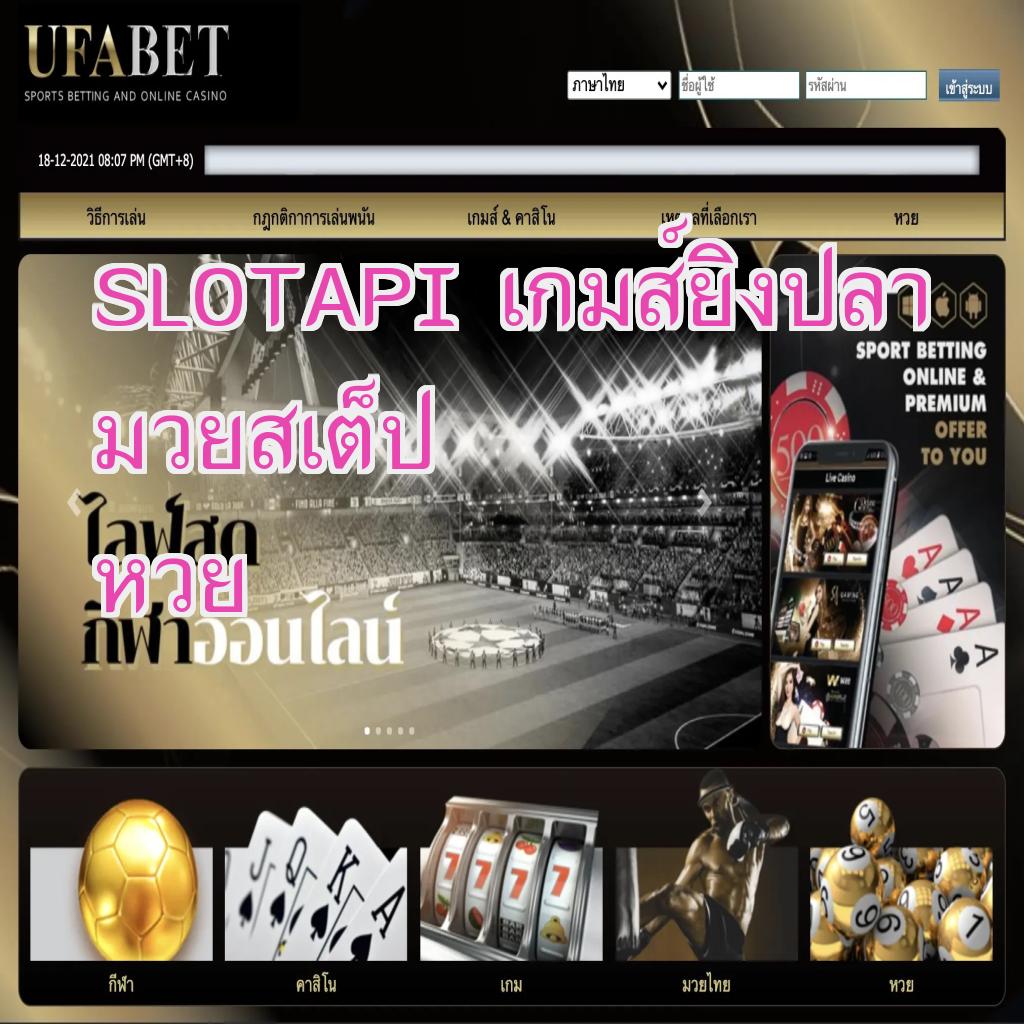 UFABET
SPORTS BETTING AND ONLINE CASINO
ภาษาไทย ชื่อผู้ใช้ รหัสผ่าน เข้าสู่ระบบ
18-12-2021 08:07 PM (GMT+8)
วิธีการเล่น กฎกติกาการเล่นพนัน เกมส์ & คาสิโน ที่เลือกเรา หวย
SLOTAPI เกมส์ยิงปลา
มวยสเต็ป
หวย
ไลฟ์สด
กีฬาออนไลน์
SPORT BETTING
ONLINE &
PREMIUM
OFFER
TO YOU
Live Casino
กีฬา คาสิโน เกม มวยไทย หวย